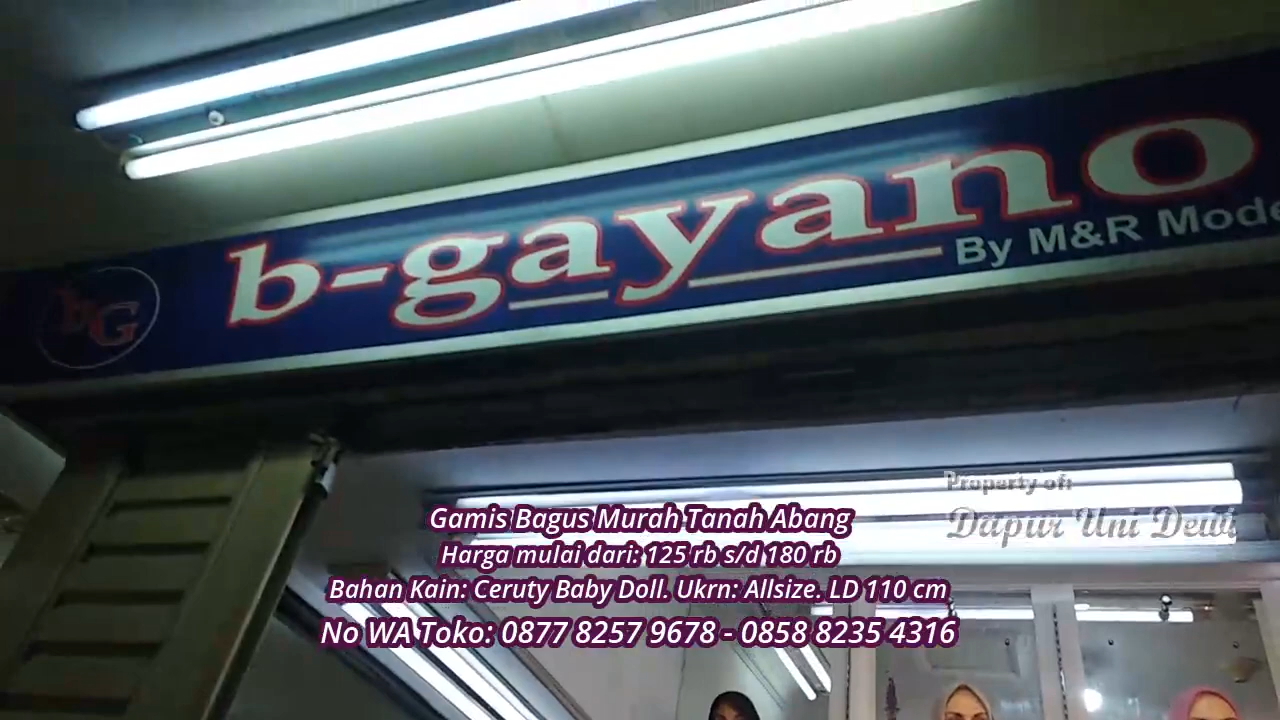 b-gayano
By M&R Mode
bG
Property of:
Dapur Uni Dewi
Gamis Bagus Murah Tanah Abang
Harga mulai dari: 125 rb s/d 180 rb
Bahan Kain: Ceruty Baby Doll. Ukrn: Allsize. LD 110 cm
No WA Toko: 0877 8257 9678 - 0858 8235 4316